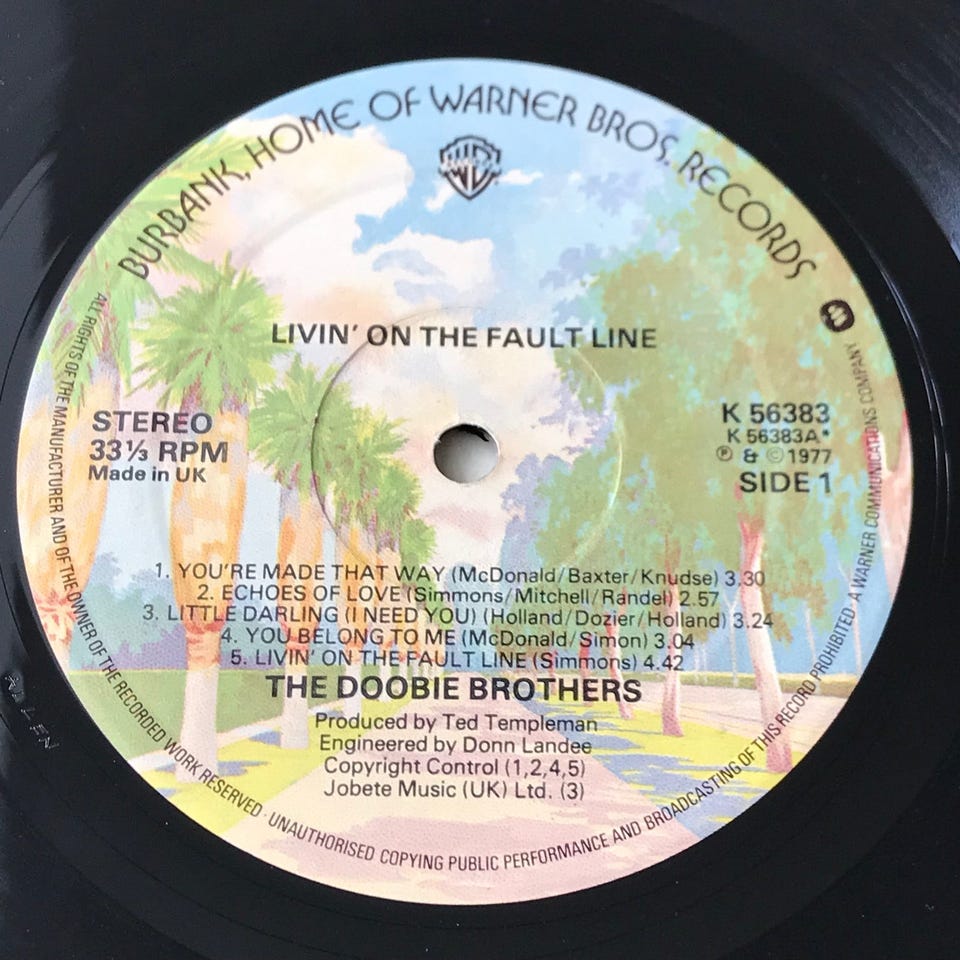 BURBANK, HOME OF WARNER BROS. RECORDS
LIVIN' ON THE FAULT LINE
STEREO
33⅓ RPM
Made in UK
K 56383
K 56383A*
℗ & © 1977
SIDE 1
1. YOU'RE MADE THAT WAY (McDonald/Baxter/Knudse) 3.30
2. ECHOES OF LOVE (Simmons/Mitchell/Randel) 2.57
3. LITTLE DARLING (I NEED YOU) (Holland/Dozier/Holland) 3.24
4. YOU BELONG TO ME (McDonald/Simon) 3.04
5. LIVIN' ON THE FAULT LINE (Simmons) 4.42
THE DOOBIE BROTHERS
Produced by Ted Templeman
Engineered by Donn Landee
Copyright Control (1,2,4,5)
Jobete Music (UK) Ltd. (3)
ALL RIGHTS OF THE MANUFACTURER AND OF THE OWNER OF THE RECORDED WORK RESERVED · UNAUTHORISED COPYING PUBLIC PERFORMANCE AND BROADCASTING OF THIS RECORD PROHIBITED · A WARNER COMMUNICATIONS COMPANY